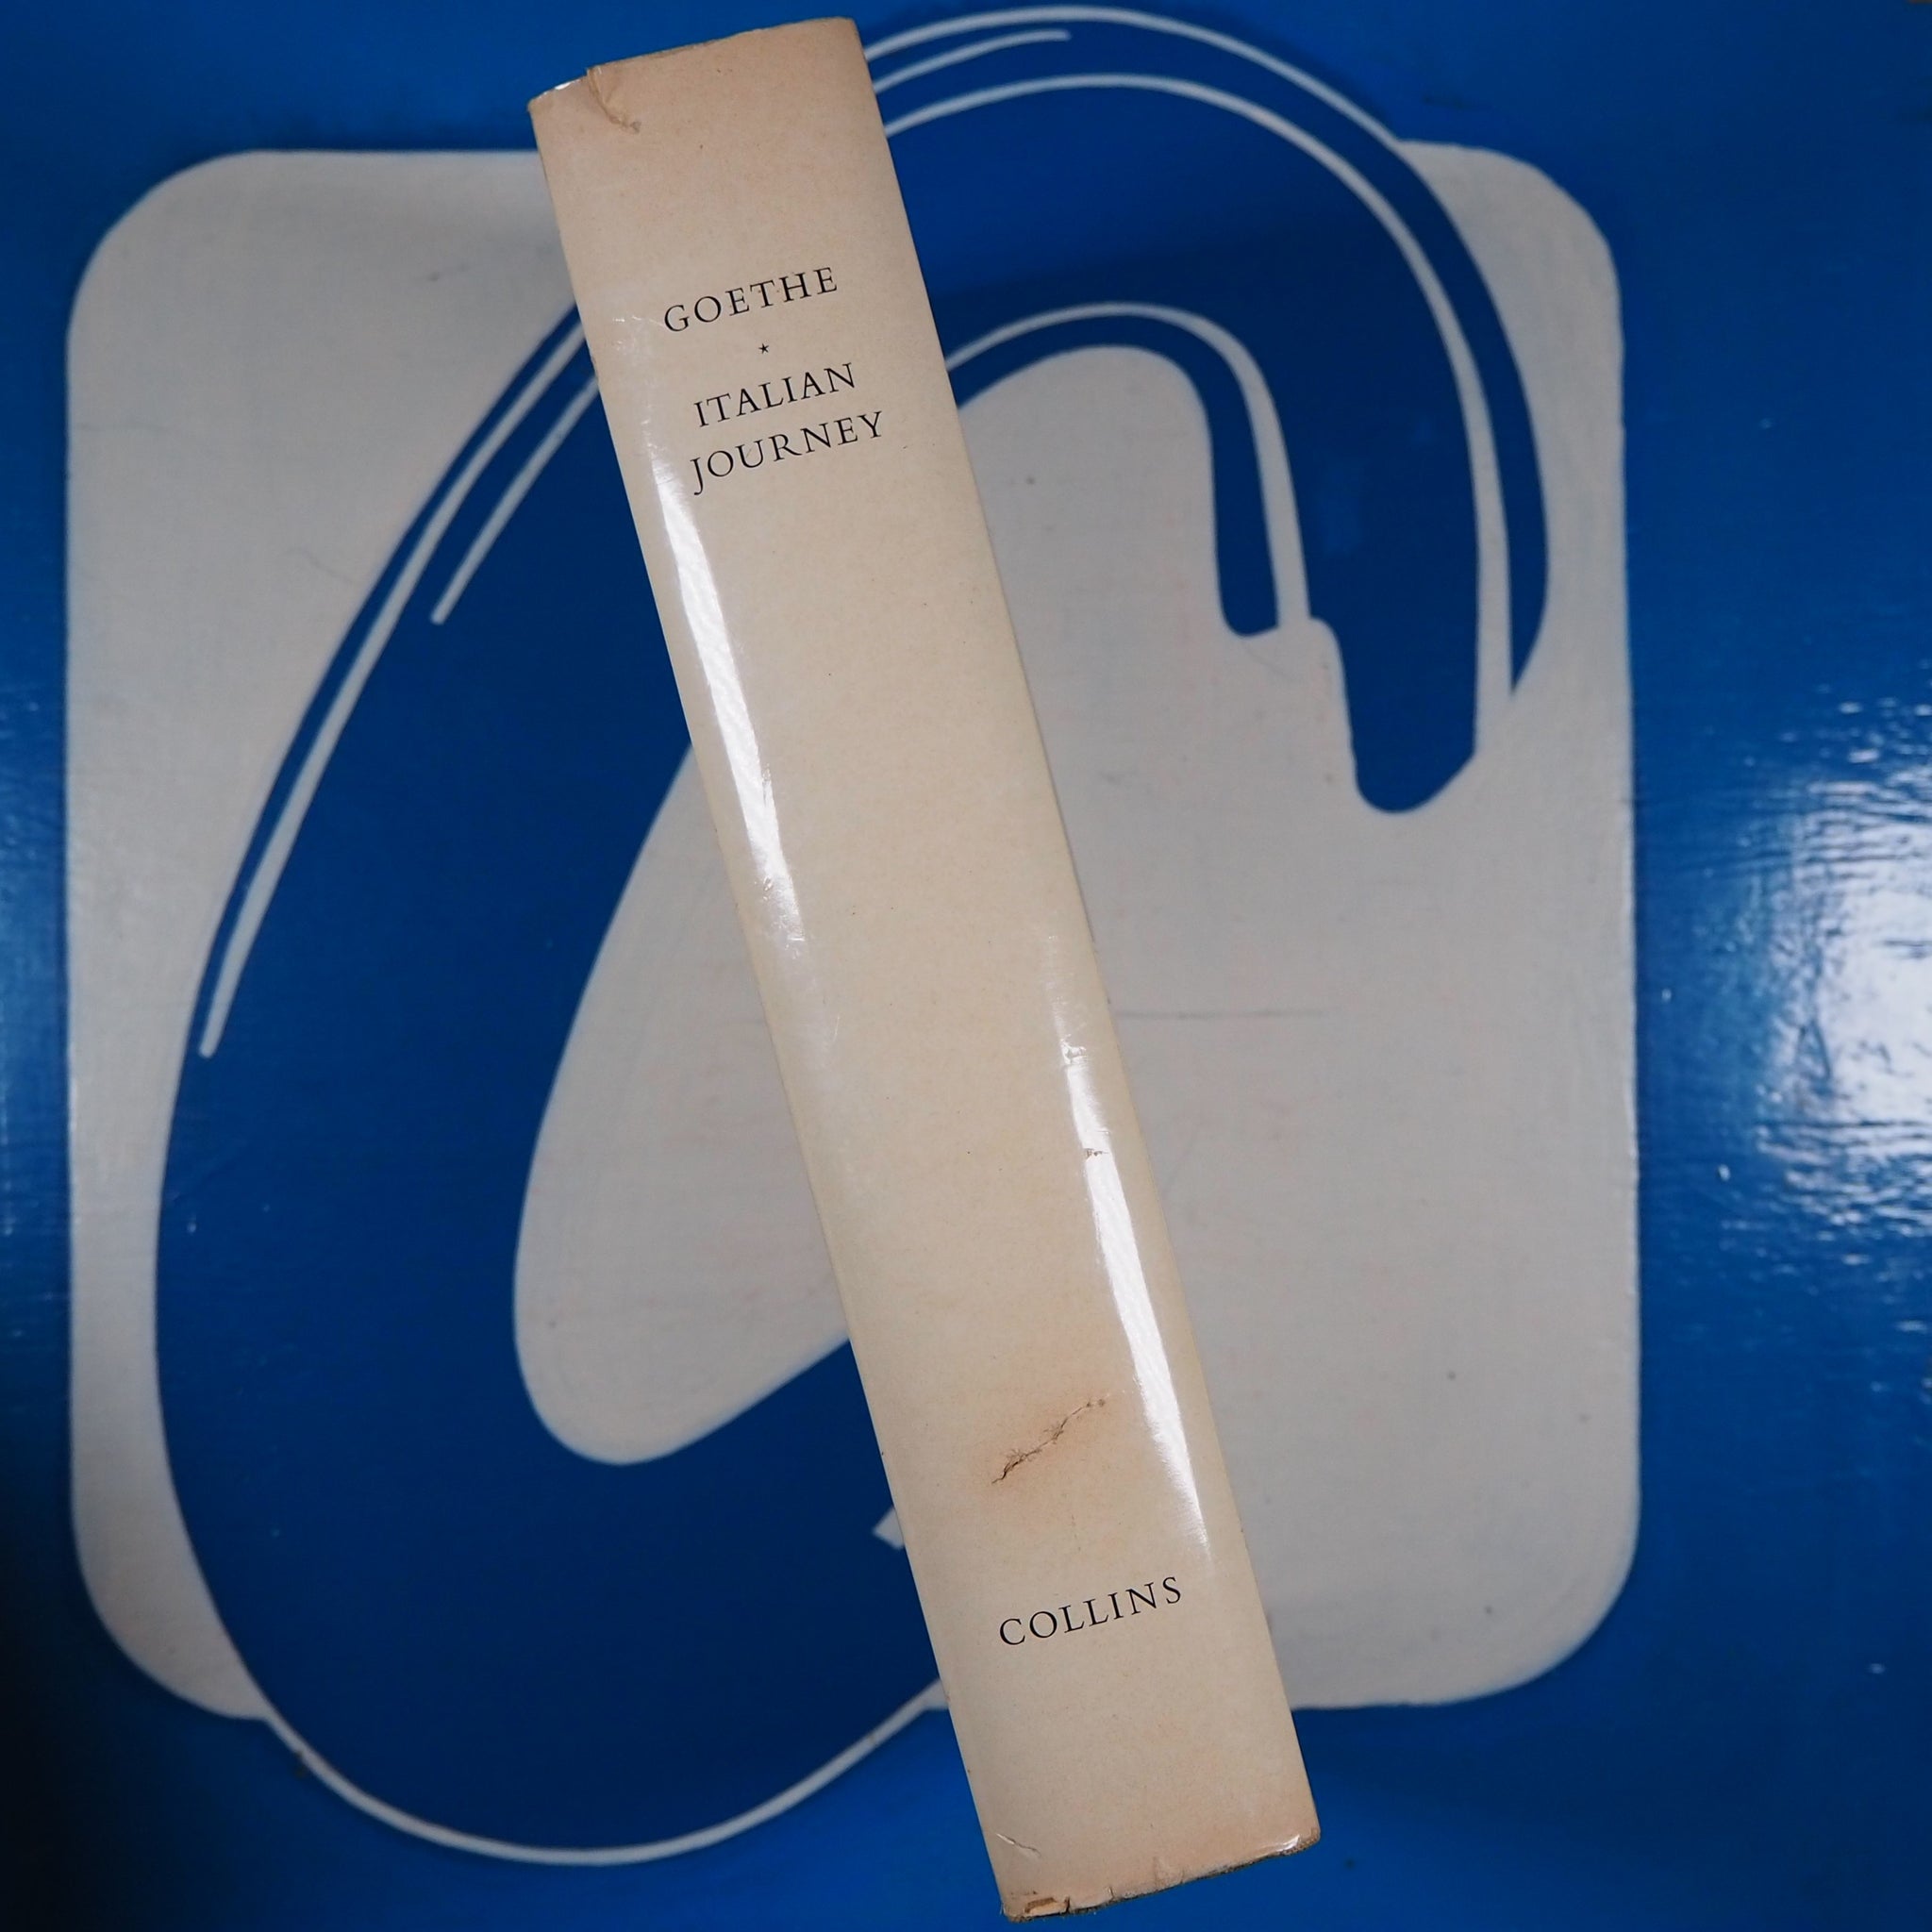 GOETHE
*
ITALIAN
JOURNEY
COLLINS